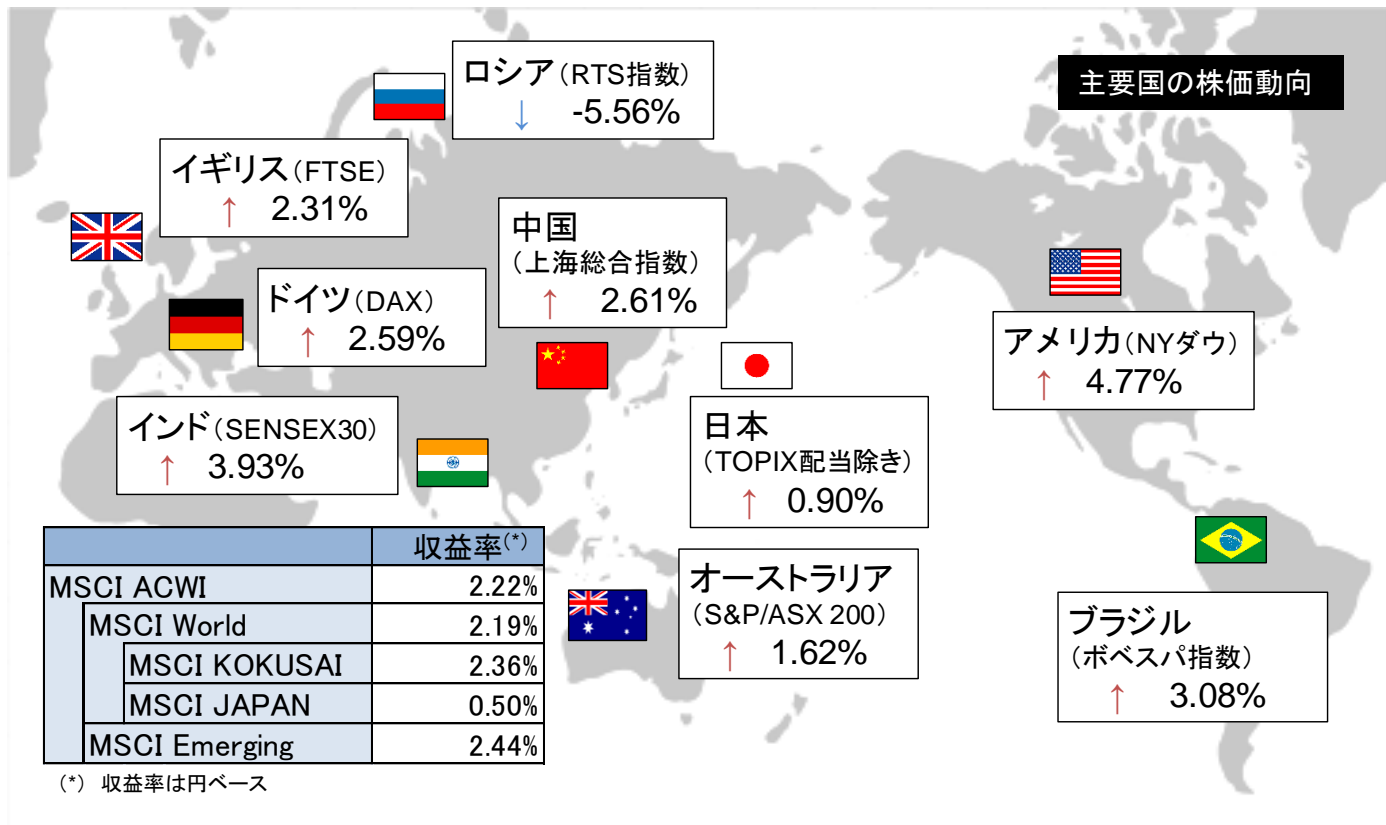 主要国の株価動向
ロシア（RTS指数）
↓ -5.56%
イギリス（FTSE）
↑ 2.31%
中国
（上海総合指数）
↑ 2.61%
ドイツ（DAX）
↑ 2.59%
アメリカ（NYダウ）
↑ 4.77%
インド（SENSEX30）
↑ 3.93%
日本
（TOPIX配当除き）
↑ 0.90%
オーストラリア
（S&P/ASX 200）
↑ 1.62%
ブラジル
（ボベスパ指数）
↑ 3.08%
収益率(*)
MSCI ACWI 2.22%
MSCI World 2.19%
MSCI KOKUSAI 2.36%
MSCI JAPAN 0.50%
MSCI Emerging 2.44%
(*) 収益率は円ベース